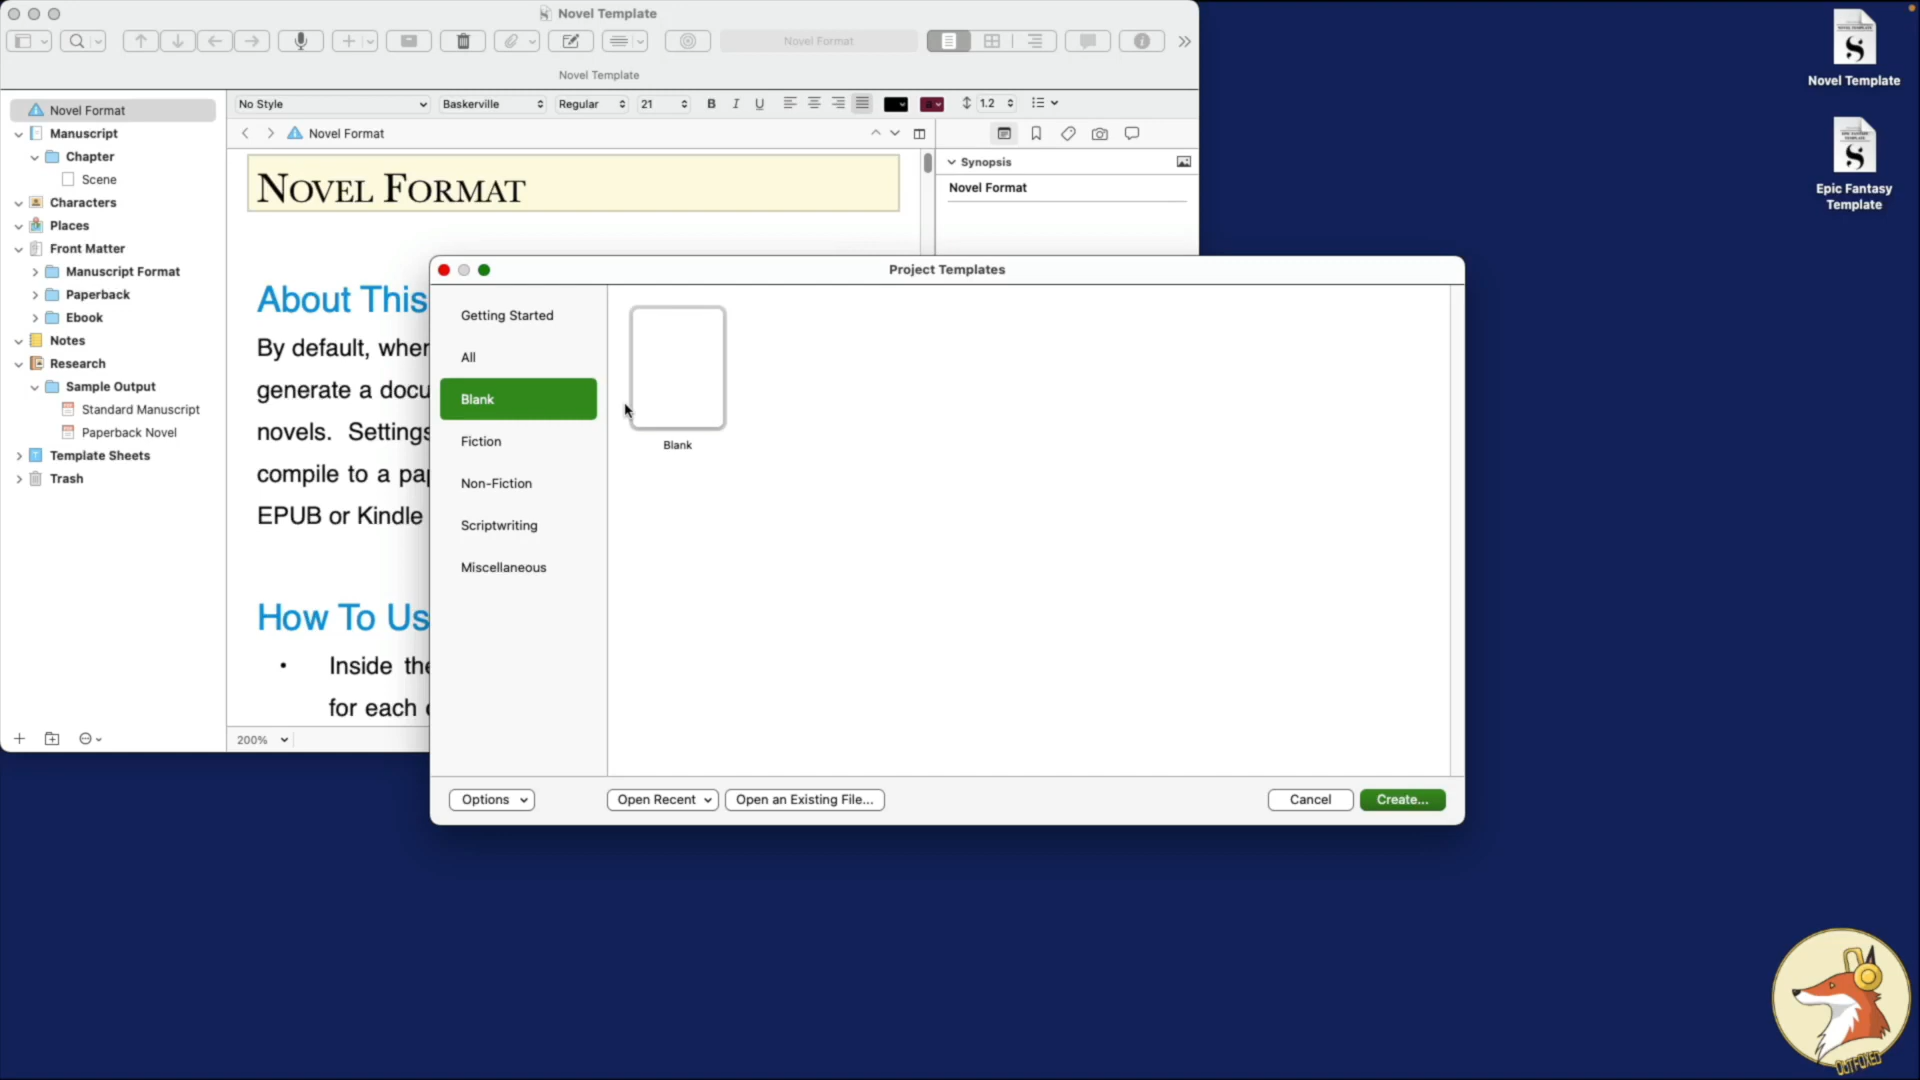 Novel Template
Novel Format
Novel Template
Novel Template
Epic Fantasy
Template
Novel Format
Manuscript
Chapter
Scene
Characters
Places
Front Matter
Manuscript Format
Paperback
Ebook
Notes
Research
Sample Output
Standard Manuscript
Paperback Novel
Template Sheets
Trash
No Style
Baskerville
Regular
21
B
I
U
a
1.2
Novel Format
NOVEL FORMAT
Synopsis
Novel Format
About This
By default, when
generate a docu
novels. Settings
compile to a pap
EPUB or Kindle
How To Us
• Inside the
for each
200%
Project Templates
Getting Started
All
Blank
Fiction
Non-Fiction
Scriptwriting
Miscellaneous
Blank
Options
Open Recent
Open an Existing File...
Cancel
Create...
OUTFOXED